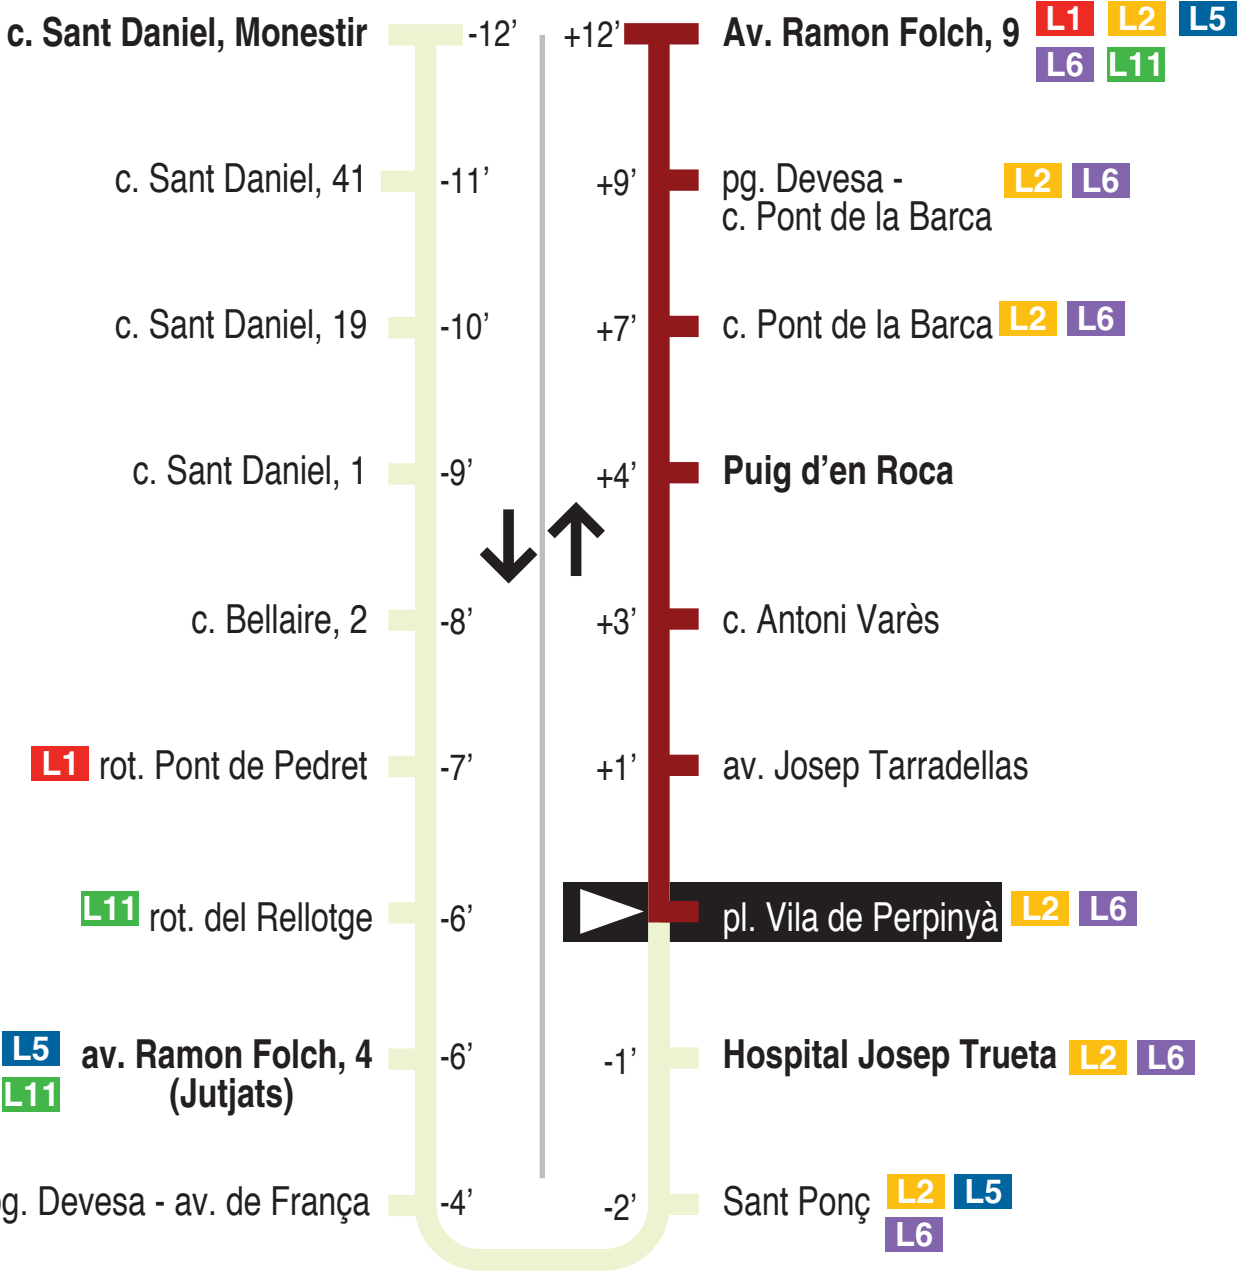 c. Sant Daniel, Monestir -12’
c. Sant Daniel, 41 -11’
c. Sant Daniel, 19 -10’
c. Sant Daniel, 1 -9’
c. Bellaire, 2 -8’
L1 rot. Pont de Pedret -7’
L11 rot. del Rellotge -6’
L5 av. Ramon Folch, 4 -6’
L11 (Jutjats)
g. Devesa - av. de França -4’
+12’ Av. Ramon Folch, 9 L1 L2 L5
L6 L11
+9’ pg. Devesa - L2 L6
c. Pont de la Barca
+7’ c. Pont de la Barca L2 L6
+4’ Puig d’en Roca
+3’ c. Antoni Varès
+1’ av. Josep Tarradellas
pl. Vila de Perpinyà L2 L6
-1’ Hospital Josep Trueta L2 L6
-2’ Sant Ponç L2 L5
L6